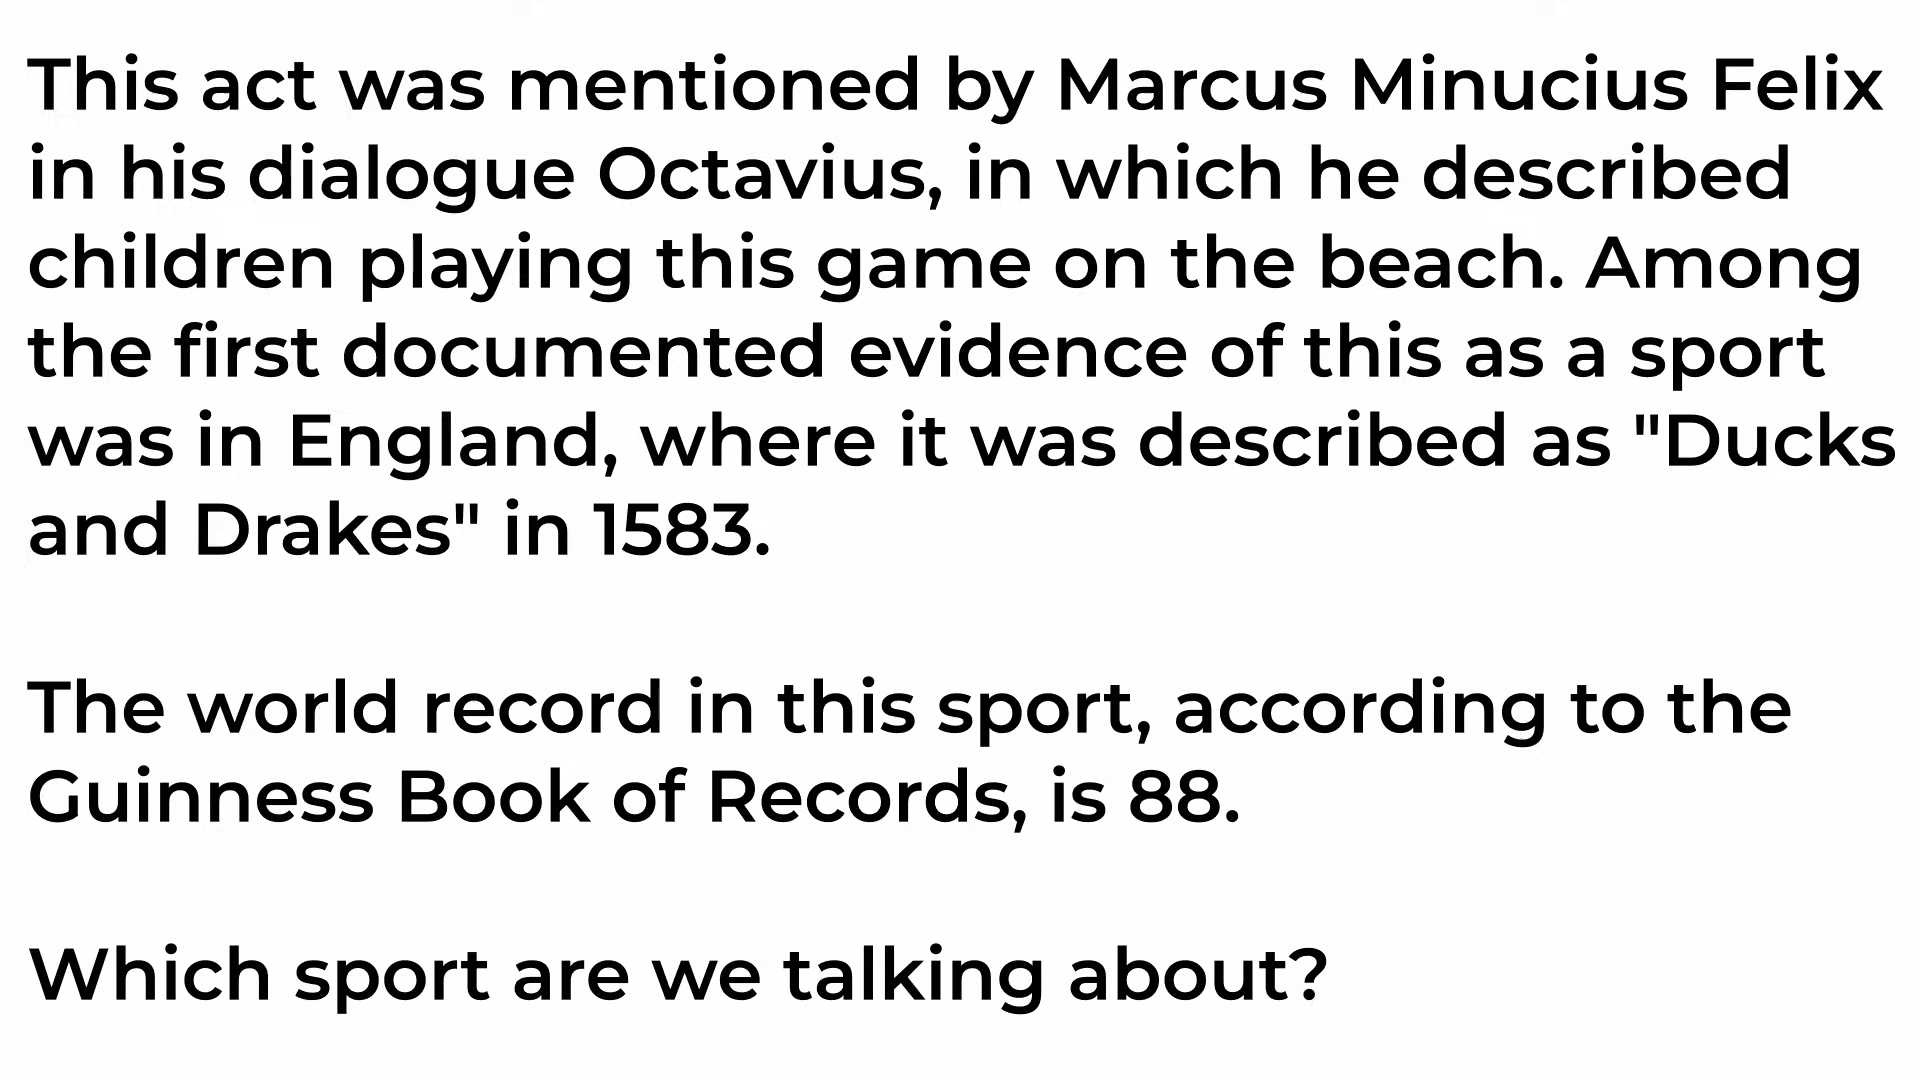 This act was mentioned by Marcus Minucius Felix
in his dialogue Octavius, in which he described
children playing this game on the beach. Among
the first documented evidence of this as a sport
was in England, where it was described as "Ducks
and Drakes" in 1583.
The world record in this sport, according to the
Guinness Book of Records, is 88.
Which sport are we talking about?